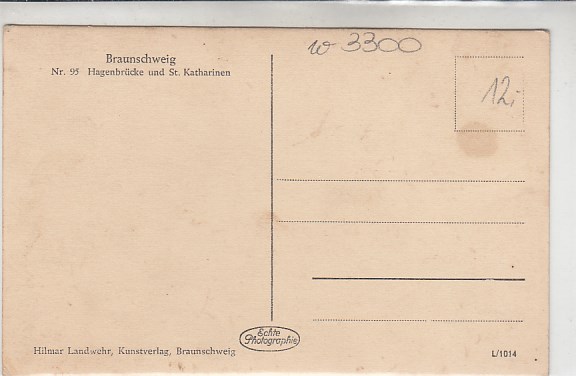 Braunschweig
Nr. 95 Hagenbrücke und St. Katharinen
w 3300
12,-
Echte
Photographie
Hilmar Landwehr, Kunstverlag, Braunschweig
L/1014